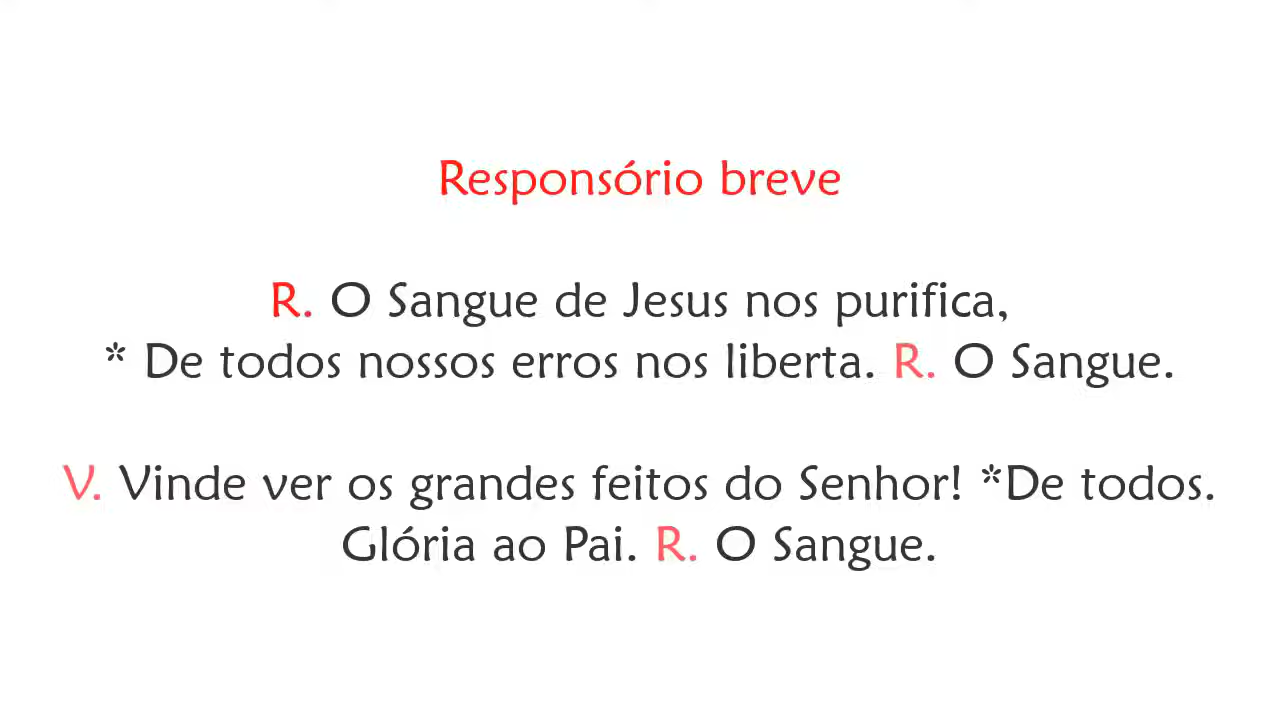 Responsório breve
R. O Sangue de Jesus nos purifica,
* De todos nossos erros nos liberta. R. O Sangue.
V. Vinde ver os grandes feitos do Senhor! *De todos.
Glória ao Pai. R. O Sangue.